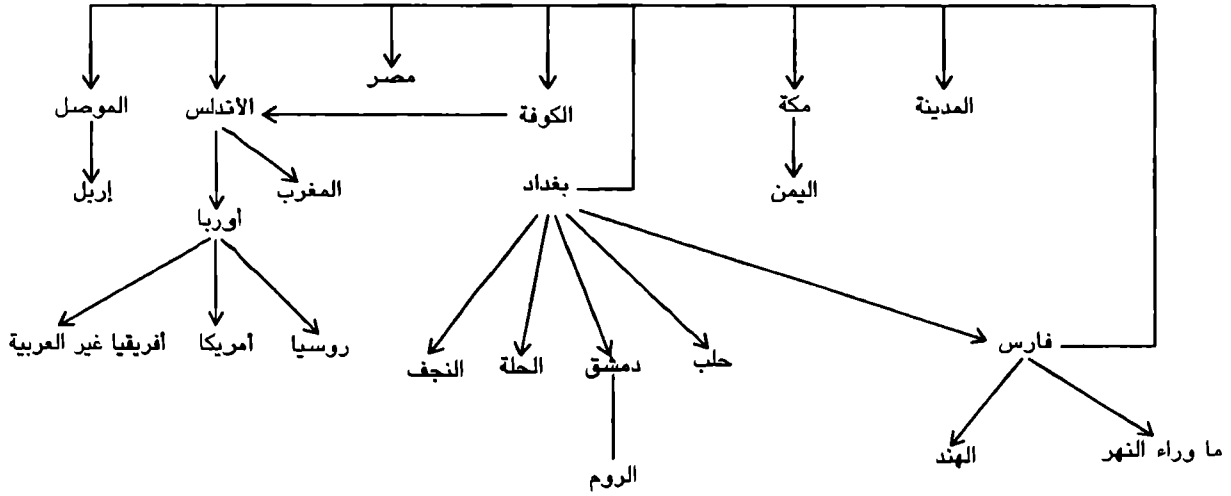 مصر
المدينة
مكة
الكوفة
الأندلس
الموصل
اليمن
بغداد
المغرب
إربل
أوربا
فارس
روسيا
أمريكا
أفريقيا غير العربية
حلب
دمشق
الحلة
النجف
ما وراء النهر
الهند
الروم